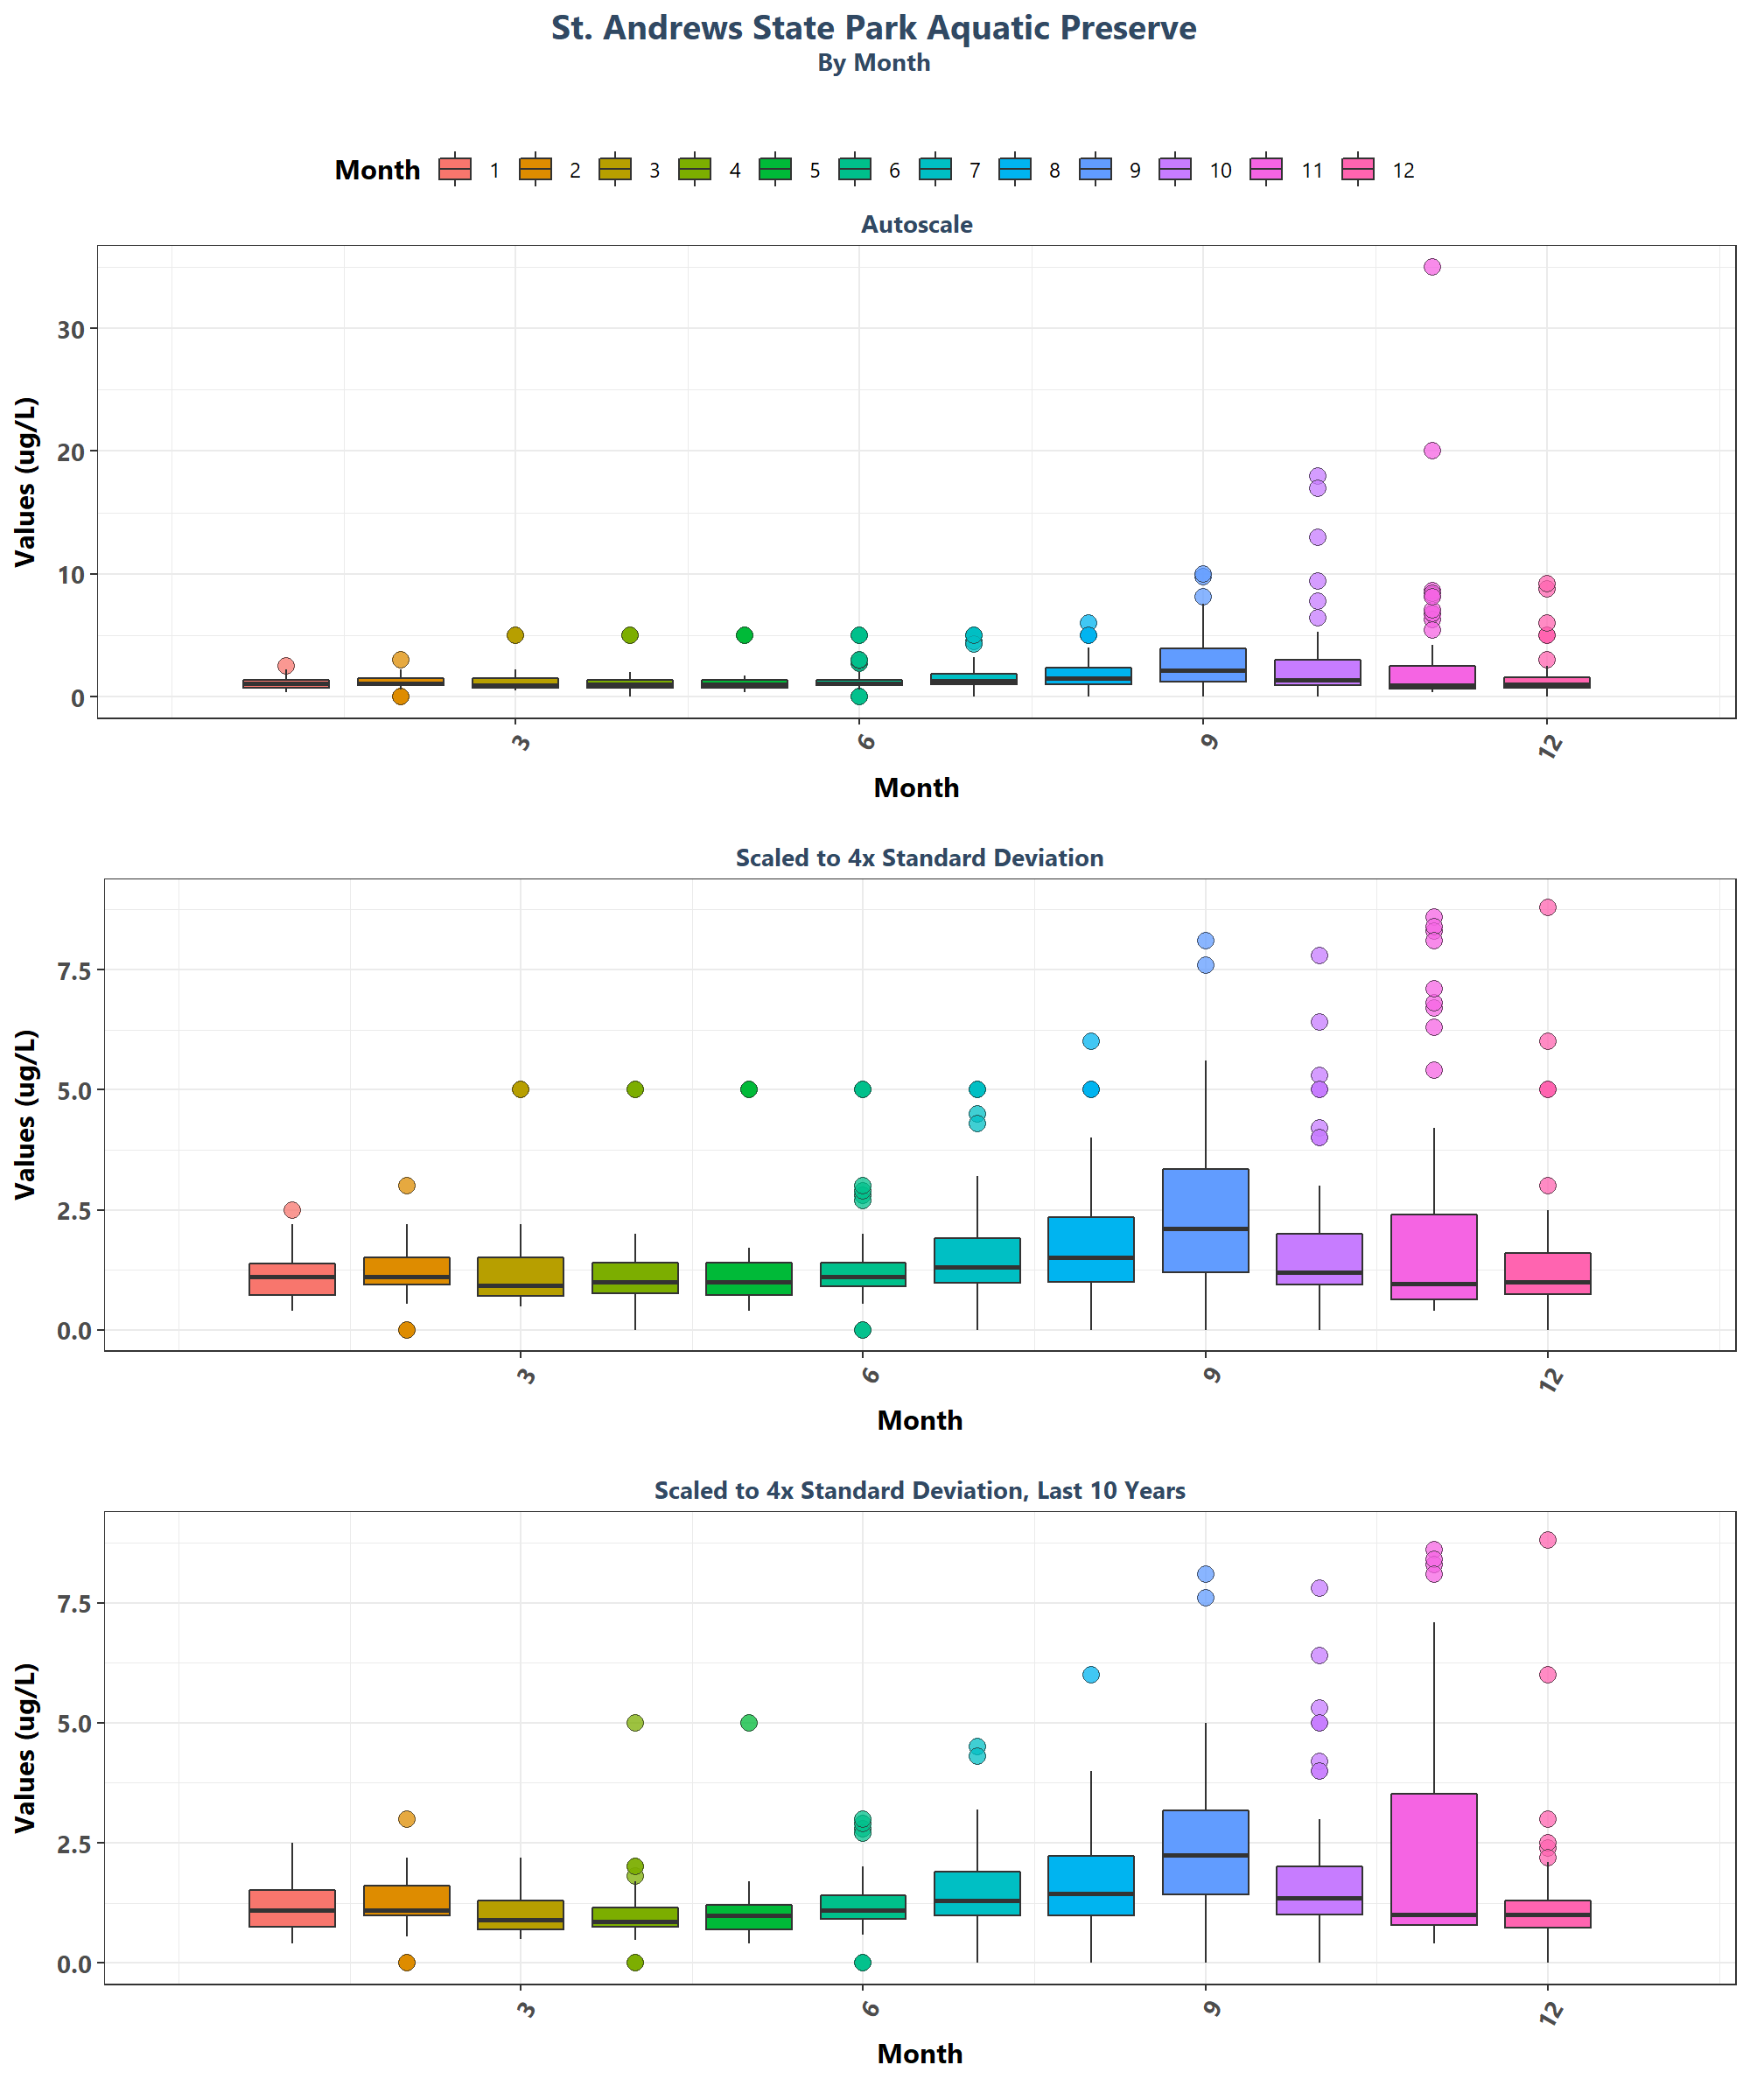 St. Andrews State Park Aquatic Preserve
By Month
Month 1 2 3 4 5 6 7 8 9 10 11 12
Autoscale
Values (ug/L)
30
20
10
0
3 6 9 12
Month
Scaled to 4x Standard Deviation
Values (ug/L)
7.5
5.0
2.5
0.0
3 6 9 12
Month
Scaled to 4x Standard Deviation, Last 10 Years
Values (ug/L)
7.5
5.0
2.5
0.0
3 6 9 12
Month